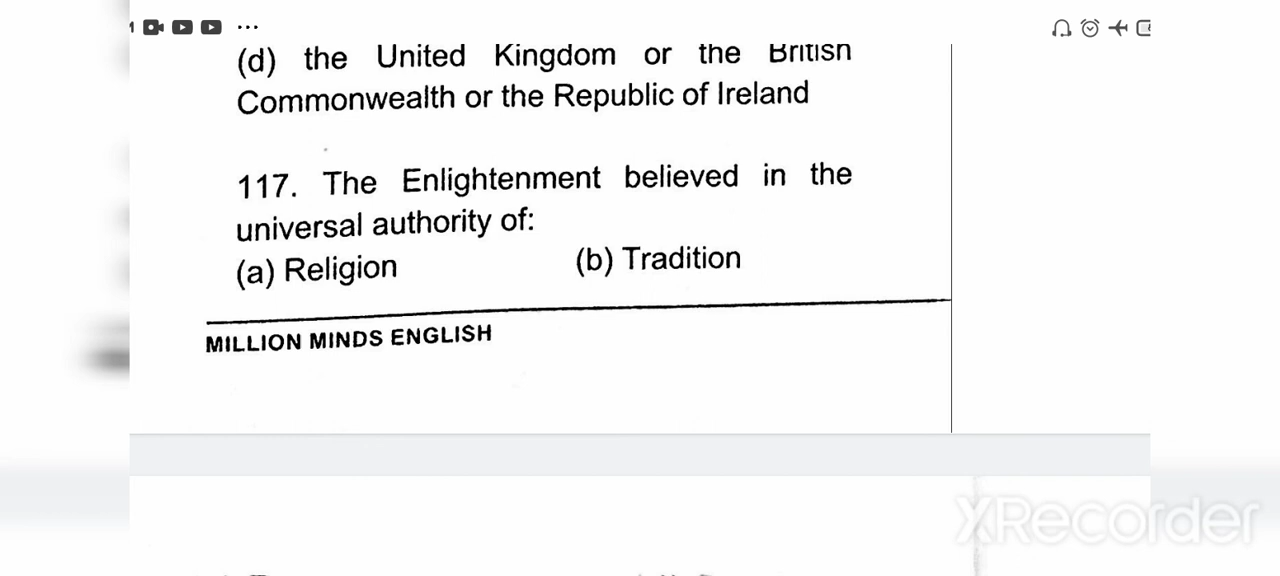 (d) the United Kingdom or the British
Commonwealth or the Republic of Ireland
117. The Enlightenment believed in the
universal authority of:
(a) Religion (b) Tradition
MILLION MINDS ENGLISH
XRecorder